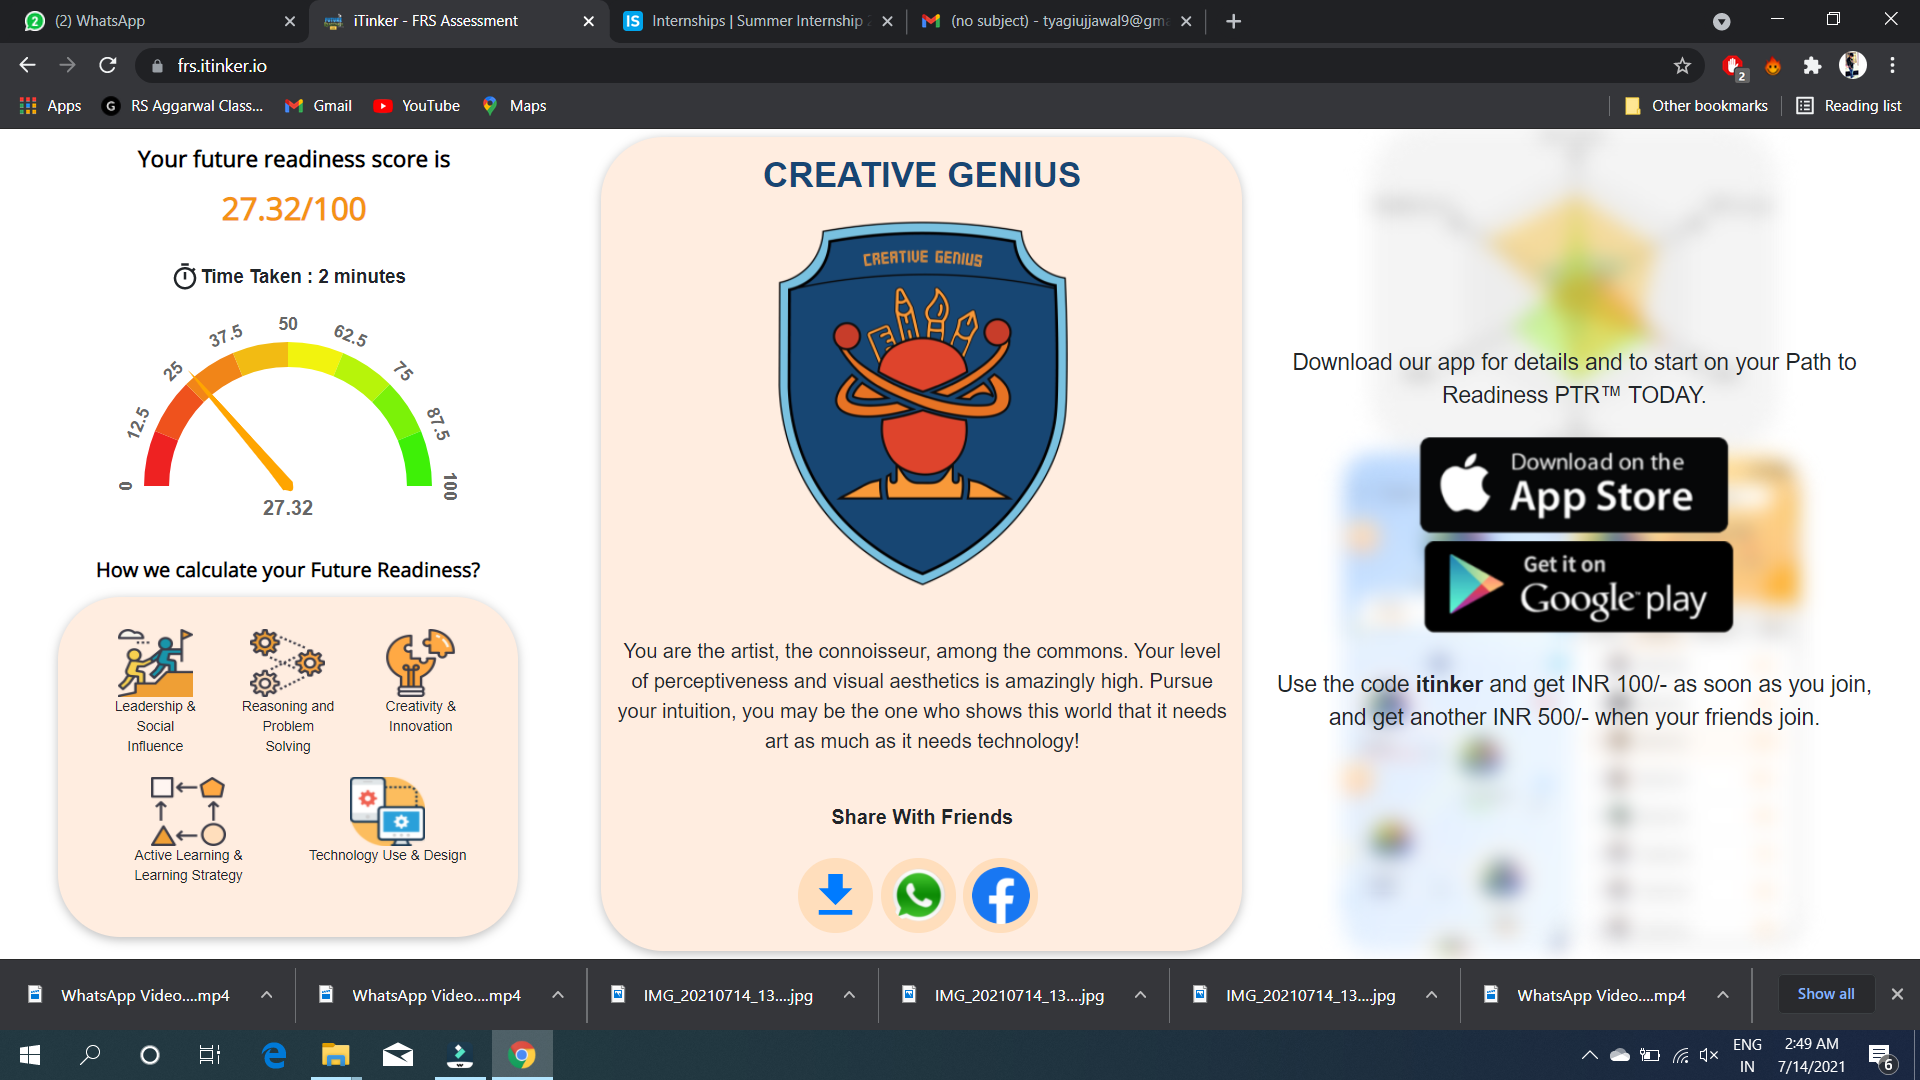 (2) WhatsApp
iTinker - FRS Assessment
IS Internships | Summer Internship 2
(no subject) - tyagiujjawal9@gma
frs.itinker.io
2
Apps
G RS Aggarwal Class...
Gmail
YouTube
Maps
Other bookmarks
Reading list
Your future readiness score is
27.32/100
Time Taken : 2 minutes
0
12.5
25
37.5
50
62.5
75
87.5
100
27.32
How we calculate your Future Readiness?
Leadership &
Social
Influence
Reasoning and
Problem
Solving
Creativity &
Innovation
Active Learning &
Learning Strategy
Technology Use & Design
CREATIVE GENIUS
CREATIVE GENIUS
You are the artist, the connoisseur, among the commons. Your level
of perceptiveness and visual aesthetics is amazingly high. Pursue
your intuition, you may be the one who shows this world that it needs
art as much as it needs technology!
Share With Friends
Download our app for details and to start on your Path to
Readiness PTR™ TODAY.
Download on the
App Store
Get it on
Google play
Use the code itinker and get INR 100/- as soon as you join,
and get another INR 500/- when your friends join.
WhatsApp Video....mp4
WhatsApp Video....mp4
IMG_20210714_13....jpg
IMG_20210714_13....jpg
IMG_20210714_13....jpg
WhatsApp Video....mp4
Show all
ENG
IN
2:49 AM
7/14/2021
6